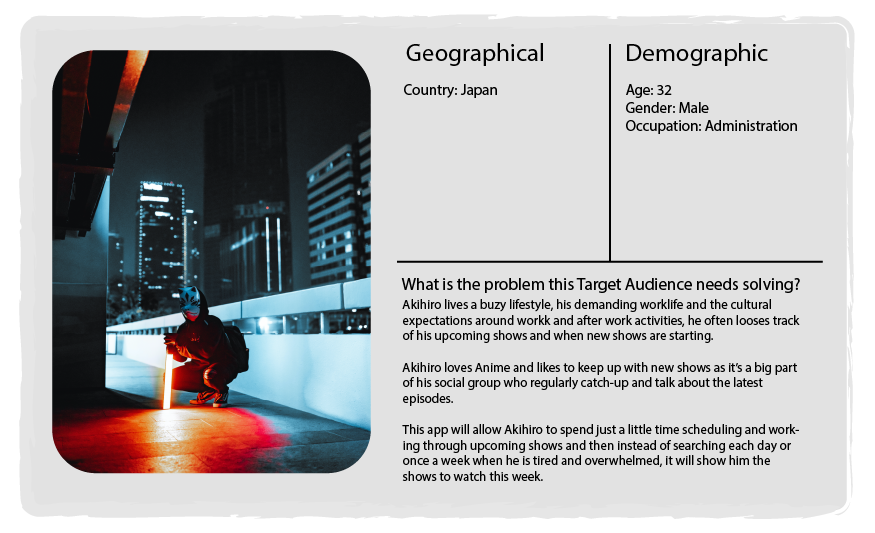 Geographical
Country: Japan
Demographic
Age: 32
Gender: Male
Occupation: Administration
What is the problem this Target Audience needs solving?
Akihiro lives a buzy lifestyle, his demanding worklife and the cultural
expectations around workk and after work activities, he often looses track
of his upcoming shows and when new shows are starting.
Akihiro loves Anime and likes to keep up with new shows as it's a big part
of his social group who regularly catch-up and talk about the latest
episodes.
This app will allow Akihiro to spend just a little time scheduling and work-
ing through upcoming shows and then instead of searching each day or
once a week when he is tired and overwhelmed, it will show him the
shows to watch this week.